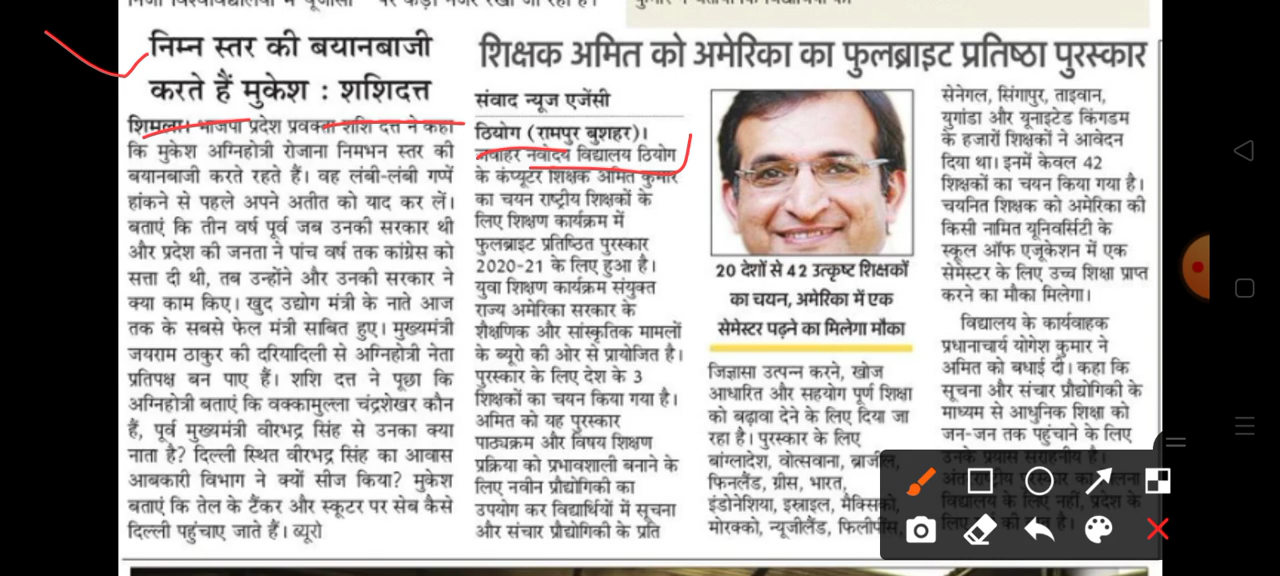 निम्न स्तर की बयानबाजी
करते हैं मुकेश : शशिदत्त
शिमला। भाजपा प्रदेश प्रवक्ता शशि दत्त ने कहा
कि मुकेश अग्निहोत्री रोजाना निमभन स्तर की
बयानबाजी करते रहते हैं। वह लंबी-लंबी गप्पें
हांकने से पहले अपने अतीत को याद कर लें।
बताएं कि तीन वर्ष पूर्व जब उनकी सरकार थी
और प्रदेश की जनता ने पांच वर्ष तक कांग्रेस को
सत्ता दी थी, तब उन्होंने और उनकी सरकार ने
क्या काम किए। खुद उद्योग मंत्री के नाते आज
तक के सबसे फेल मंत्री साबित हुए। मुख्यमंत्री
जयराम ठाकुर की दरियादिली से अग्निहोत्री नेता
प्रतिपक्ष बन पाए हैं। शशि दत्त ने पूछा कि
अग्निहोत्री बताएं कि वक्कामुल्ला चंद्रशेखर कौन
हैं, पूर्व मुख्यमंत्री वीरभद्र सिंह से उनका क्या
नाता है? दिल्ली स्थित वीरभद्र सिंह का आवास
आबकारी विभाग ने क्यों सीज किया? मुकेश
बताएं कि तेल के टैंकर और स्कूटर पर सेब कैसे
दिल्ली पहुंचाए जाते हैं। ब्यूरो
शिक्षक अमित को अमेरिका का फुलब्राइट प्रतिष्ठा पुरस्कार
संवाद न्यूज एजेंसी
ठियोग (रामपुर बुशहर)।
जवाहर नवोदय विद्यालय ठियोग
के कंप्यूटर शिक्षक अमित कुमार
का चयन राष्ट्रीय शिक्षकों के
लिए शिक्षण कार्यक्रम में
फुलब्राइट प्रतिष्ठित पुरस्कार
2020-21 के लिए हुआ है।
युवा शिक्षण कार्यक्रम संयुक्त
राज्य अमेरिका सरकार के
शैक्षणिक और सांस्कृतिक मामलों
के ब्यूरो की ओर से प्रायोजित है।
पुरस्कार के लिए देश के 3
शिक्षकों का चयन किया गया है।
अमित को यह पुरस्कार
पाठ्यक्रम और विषय शिक्षण
प्रक्रिया को प्रभावशाली बनाने के
लिए नवीन प्रौद्योगिकी का
उपयोग कर विद्यार्थियों में सूचना
और संचार प्रौद्योगिकी के प्रति
20 देशों से 42 उत्कृष्ट शिक्षकों
का चयन, अमेरिका में एक
सेमेस्टर पढ़ने का मिलेगा मौका
जिज्ञासा उत्पन्न करने, खोज
आधारित और सहयोग पूर्ण शिक्षा
को बढ़ावा देने के लिए दिया जा
रहा है। पुरस्कार के लिए
बांग्लादेश, वोत्सवाना, ब्राजील,
फिनलैंड, ग्रीस, भारत,
इंडोनेशिया, इस्राइल, मैक्सिको,
मोरक्को, न्यूजीलैंड, फिलीपींस,
सेनेगल, सिंगापुर, ताइवान,
युगांडा और यूनाइटेड किंगडम
के हजारों शिक्षकों ने आवेदन
दिया था। इनमें केवल 42
शिक्षकों का चयन किया गया है।
चयनित शिक्षक को अमेरिका की
किसी नामित यूनिवर्सिटी के
स्कूल ऑफ एजूकेशन में एक
सेमेस्टर के लिए उच्च शिक्षा प्राप्त
करने का मौका मिलेगा।
विद्यालय के कार्यवाहक
प्रधानाचार्य योगेश कुमार ने
अमित को बधाई दी। कहा कि
सूचना और संचार प्रौद्योगिकी के
माध्यम से आधुनिक शिक्षा को
जन-जन तक पहुंचाने के लिए
उनके प्रयास सराहनीय है।
विद्यालय के लिए नहीं, प्रदेश के